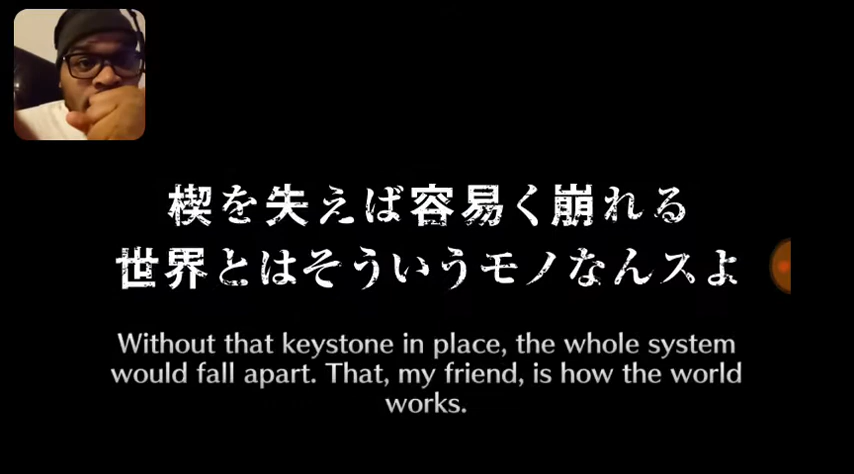 楔を失えば容易く崩れる
世界とはそういうモノなんスよ
Without that keystone in place, the whole system
would fall apart. That, my friend, is how the world
works.